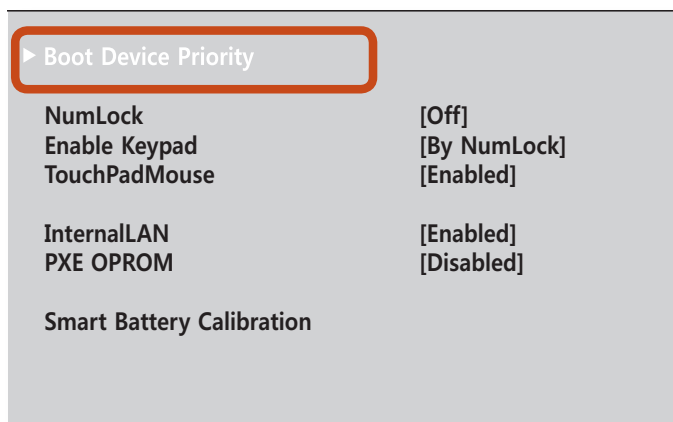 ▶ Boot Device Priority
NumLock [Off]
Enable Keypad [By NumLock]
TouchPadMouse [Enabled]
InternalLAN [Enabled]
PXE OPROM [Disabled]
Smart Battery Calibration